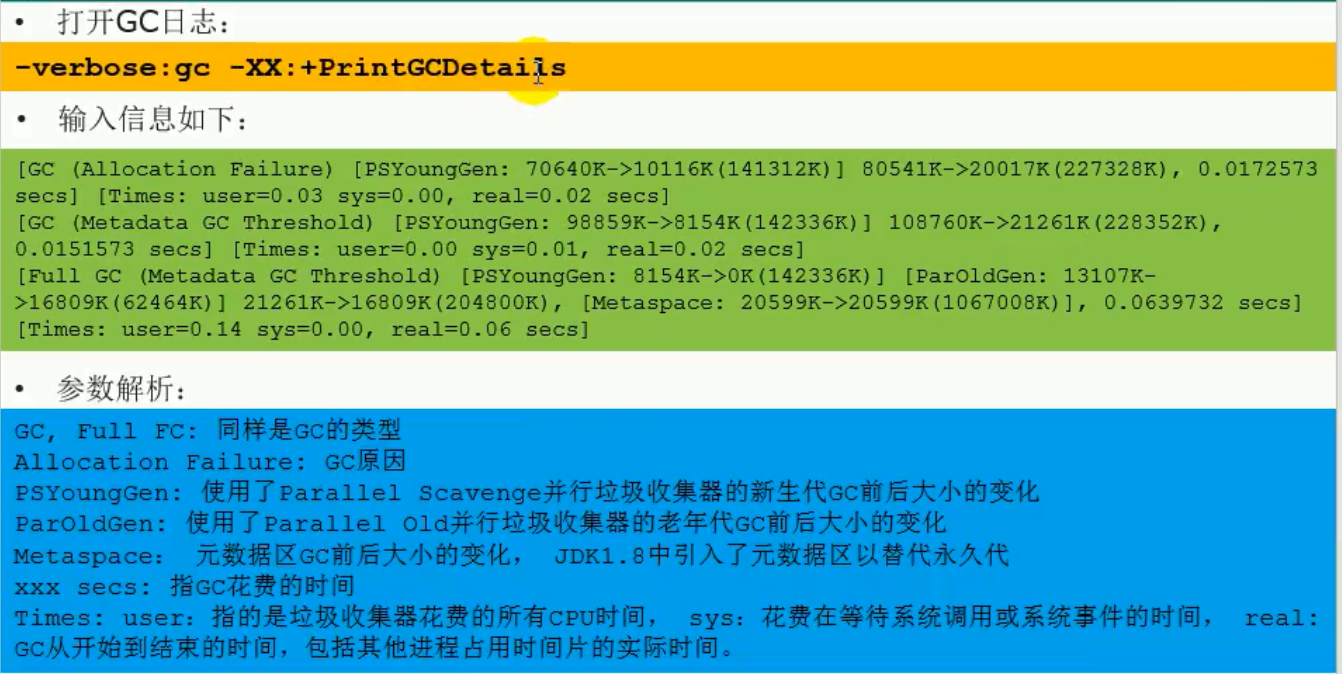 • 打开GC日志：
-verbose:gc -XX:+PrintGCDetails
• 输入信息如下：
[GC (Allocation Failure) [PSYoungGen: 70640K->10116K(141312K)] 80541K->20017K(227328K), 0.0172573
secs] [Times: user=0.03 sys=0.00, real=0.02 secs]
[GC (Metadata GC Threshold) [PSYoungGen: 98859K->8154K(142336K)] 108760K->21261K(228352K),
0.0151573 secs] [Times: user=0.00 sys=0.01, real=0.02 secs]
[Full GC (Metadata GC Threshold) [PSYoungGen: 8154K->0K(142336K)] [ParOldGen: 13107K-
>16809K(62464K)] 21261K->16809K(204800K), [Metaspace: 20599K->20599K(1067008K)], 0.0639732 secs]
[Times: user=0.14 sys=0.00, real=0.06 secs]
• 参数解析：
GC, Full FC: 同样是GC的类型
Allocation Failure: GC原因
PSYoungGen: 使用了Parallel Scavenge并行垃圾收集器的新生代GC前后大小的变化
ParOldGen: 使用了Parallel Old并行垃圾收集器的老年代GC前后大小的变化
Metaspace： 元数据区GC前后大小的变化， JDK1.8中引入了元数据区以替代永久代
xxx secs: 指GC花费的时间
Times: user：指的是垃圾收集器花费的所有CPU时间， sys：花费在等待系统调用或系统事件的时间， real:
GC从开始到结束的时间，包括其他进程占用时间片的实际时间。